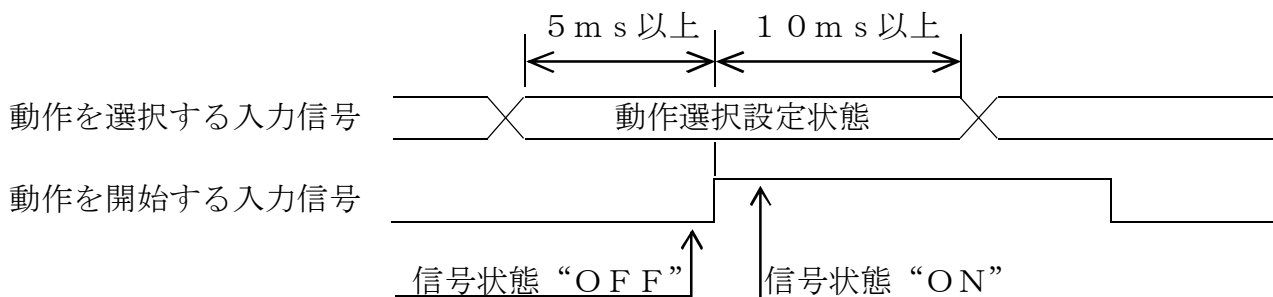 ５ｍｓ以上 １０ｍｓ以上
動作を選択する入力信号 動作選択設定状態
動作を開始する入力信号
信号状態“ＯＦＦ” 信号状態“ＯＮ”